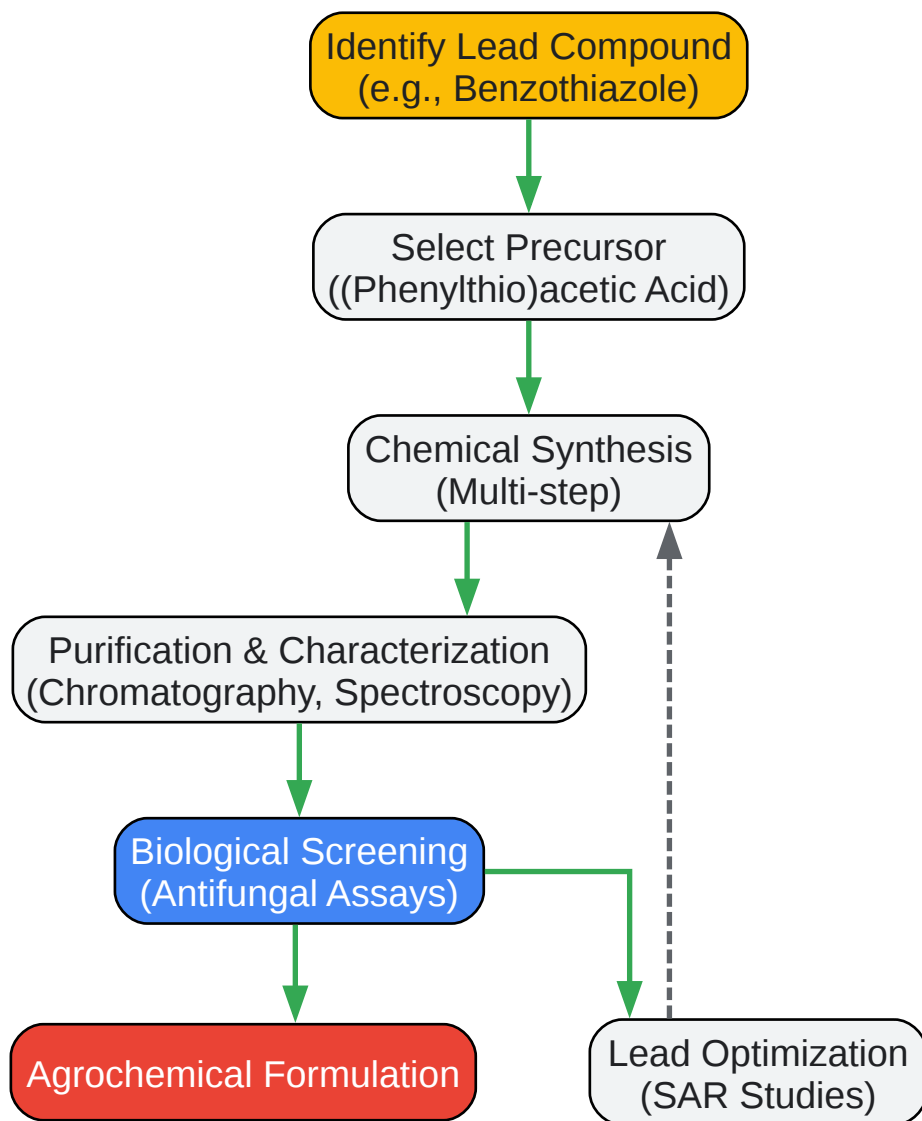 Identify Lead Compound
(e.g., Benzothiazole)
Select Precursor
((Phenylthio)acetic Acid)
Chemical Synthesis
(Multi-step)
Purification & Characterization
(Chromatography, Spectroscopy)
Biological Screening
(Antifungal Assays)
Agrochemical Formulation
Lead Optimization
(SAR Studies)